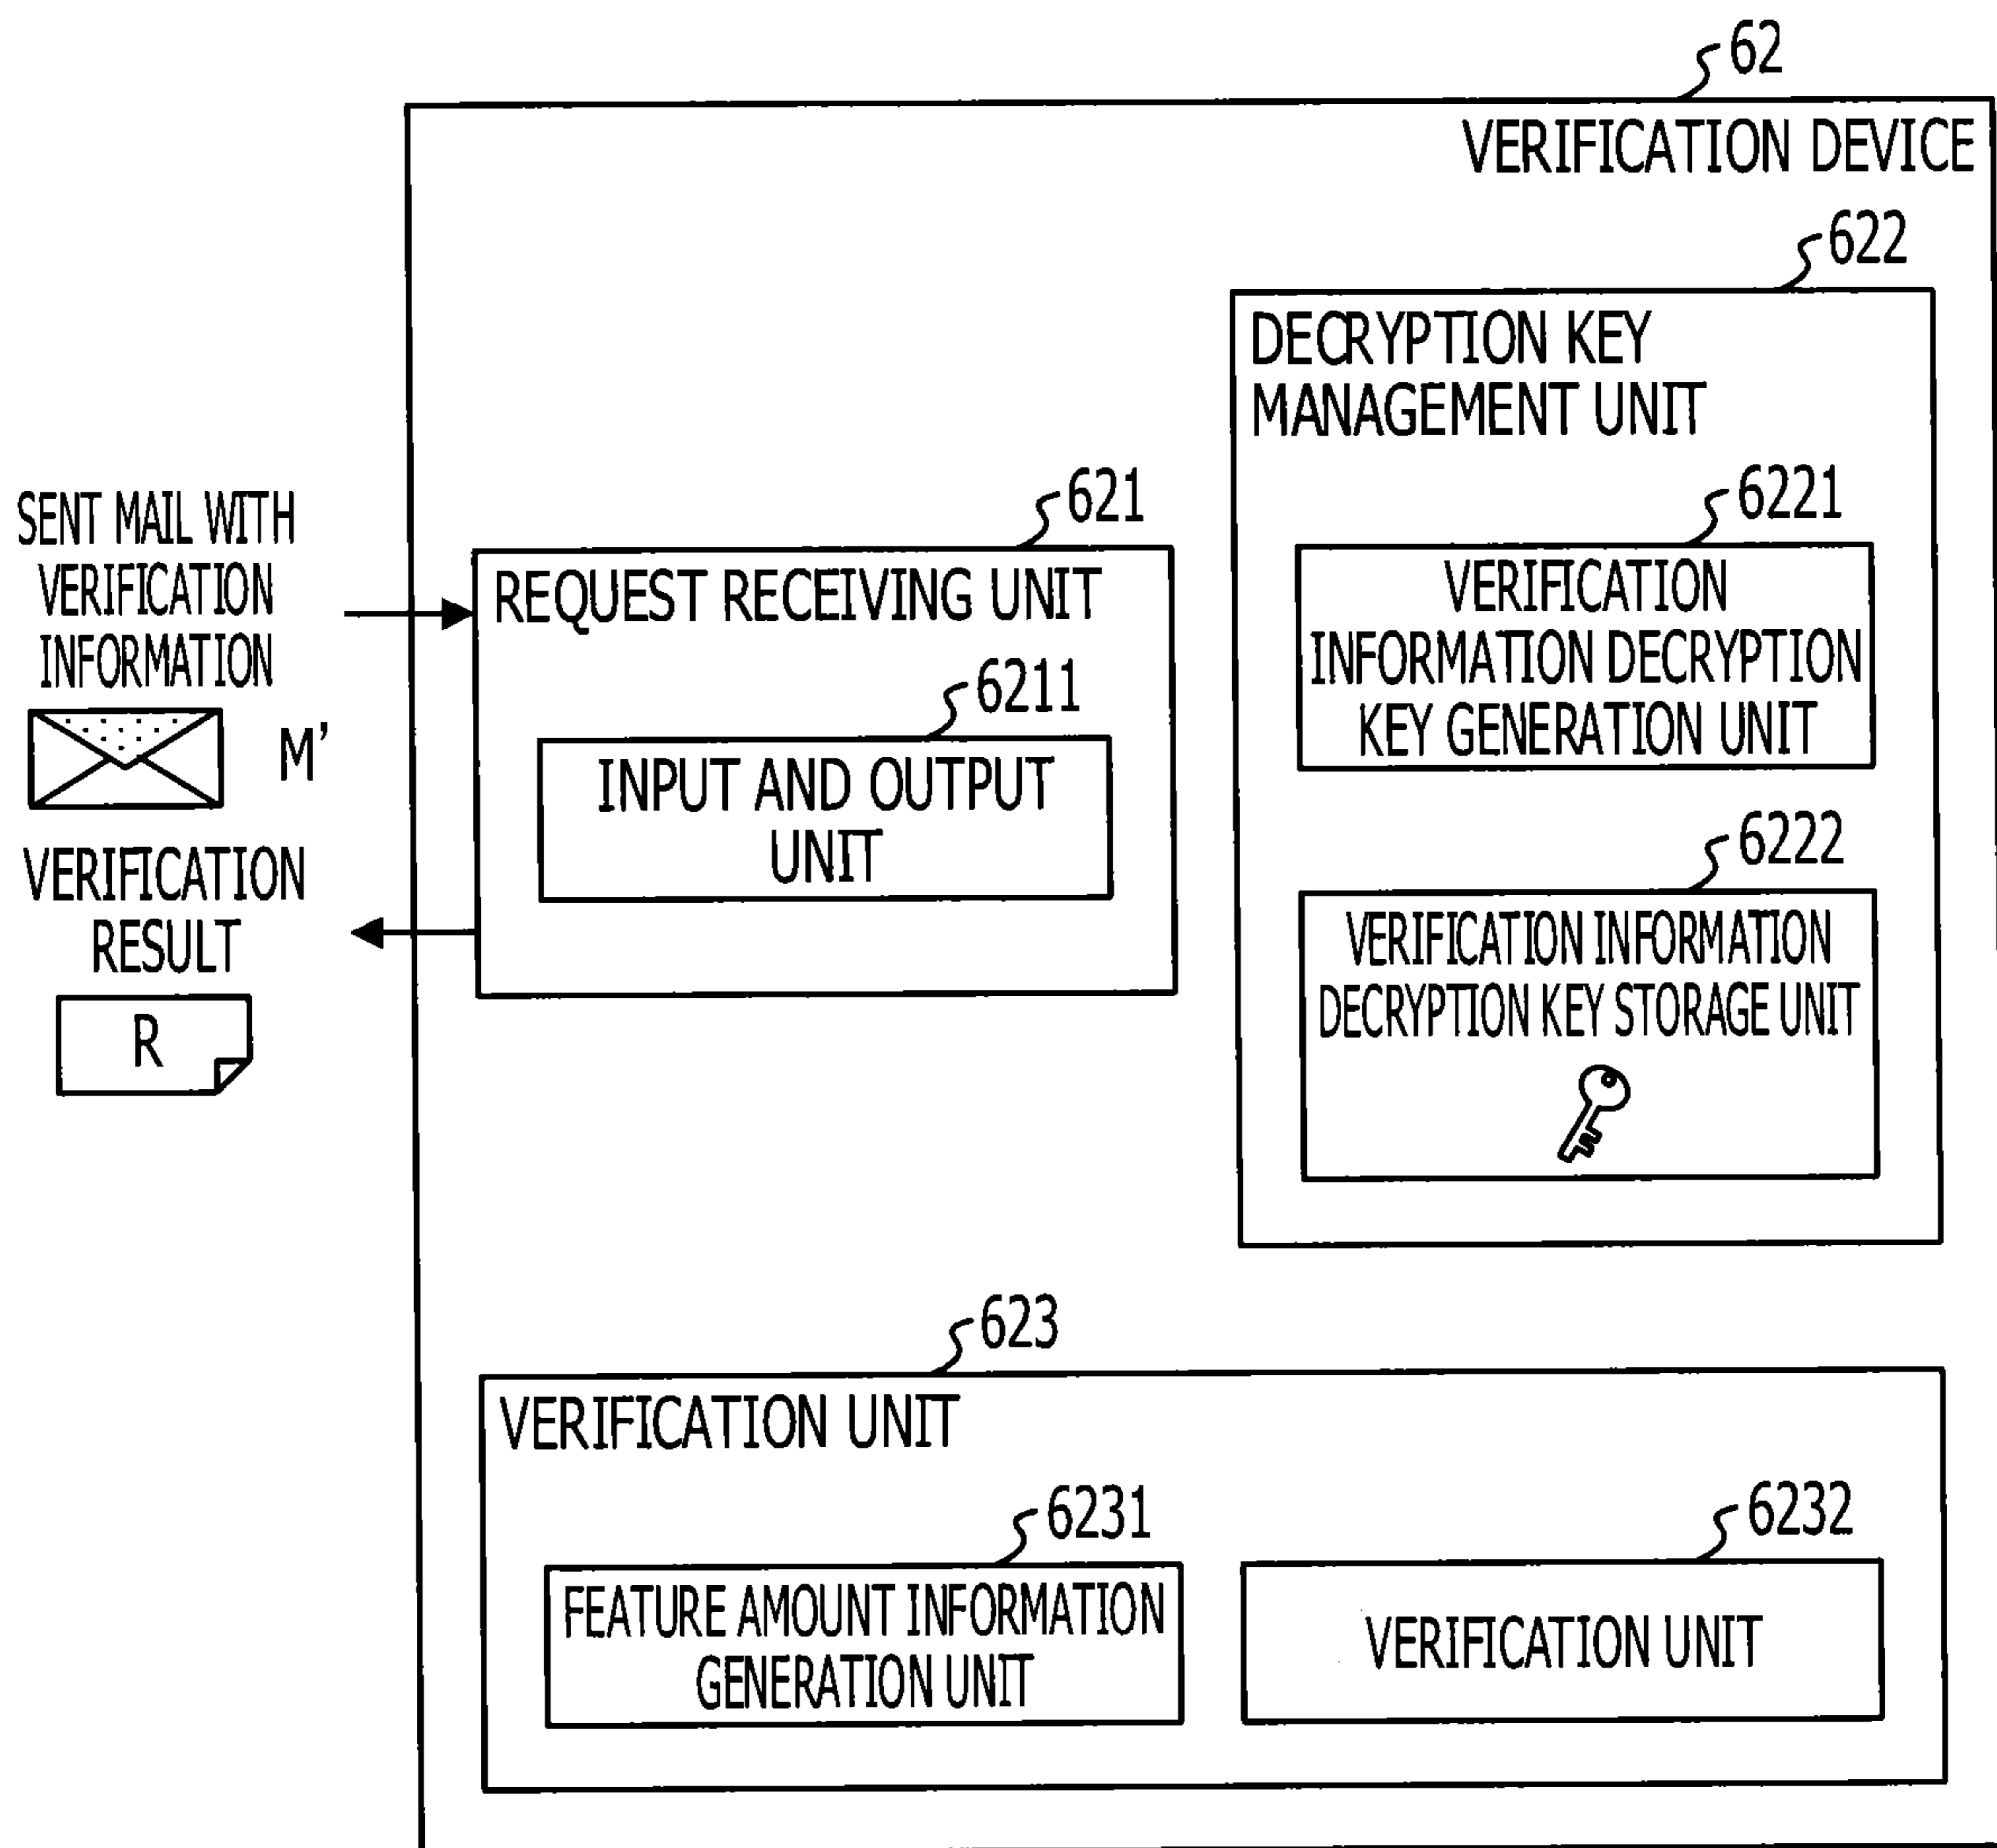 62
VERIFICATION DEVICE
622
DECRYPTION KEY
MANAGEMENT UNIT
6221
VERIFICATION
INFORMATION DECRYPTION
KEY GENERATION UNIT
6222
VERIFICATION INFORMATION
DECRYPTION KEY STORAGE UNIT
621
REQUEST RECEIVING UNIT
6211
INPUT AND OUTPUT
UNIT
SENT MAIL WITH
VERIFICATION
INFORMATION
M'
VERIFICATION
RESULT
R
623
VERIFICATION UNIT
6231
FEATURE AMOUNT INFORMATION
GENERATION UNIT
6232
VERIFICATION UNIT